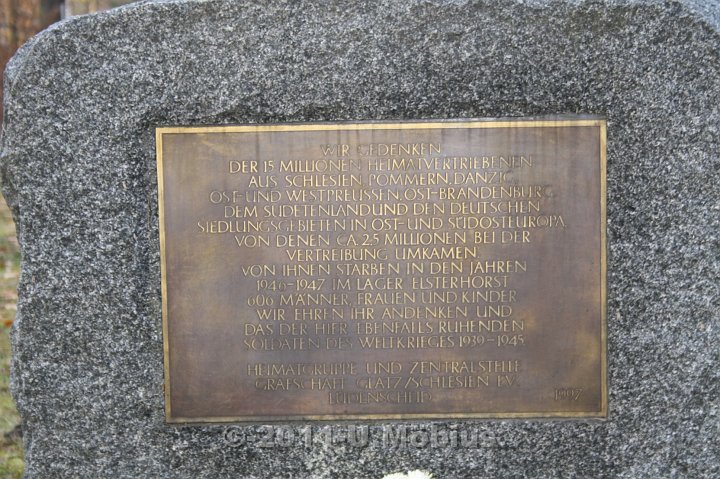 WIR GEDENKEN
DER 15 MILLIONEN HEIMATVERTRIEBENEN
AUS SCHLESIEN, POMMERN, DANZIG,
OST- UND WESTPREUSSEN, OST-BRANDENBURG,
DEM SUDETENLAND UND DEN DEUTSCHEN
SIEDLUNGSGEBIETEN IN OST- UND SÜDOSTEUROPA,
VON DENEN CA. 2,5 MILLIONEN BEI DER
VERTREIBUNG UMKAMEN.
VON IHNEN STARBEN IN DEN JAHREN
1946-1947 IM LAGER ELSTERHORST
606 MÄNNER, FRAUEN UND KINDER
WIR EHREN IHR ANDENKEN UND
DAS DER HIER EBENFALLS RUHENDEN
SOLDATEN DES WELTKRIEGES 1939-1945
HEIMATGRUPPE UND ZENTRALSTELLE
GRAFSCHAFT GLATZ/SCHLESIEN E.V.
LÜDENSCHEID 1997
© 2011 U. Möbius